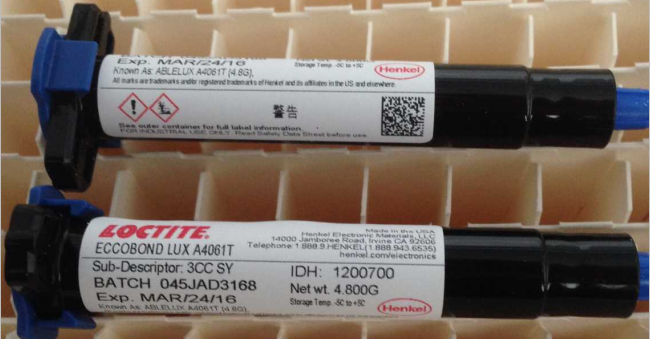 Exp. MAR/24/16
Storage Temp. -5C to +5C
Known As: ABLELUX A4061T (4.8G),
Henkel
All marks are trademarks and/or registered trademarks of Henkel and its affiliates in the US and elsewhere.
警告
See outer container for full label information.
FOR INDUSTRIAL USE ONLY. Read Safety Data Sheet before use.
LOCTITE.
ECCOBOND LUX A4061T
Sub-Descriptor: 3CC SY
BATCH 045JAD3168
Exp. MAR/24/16
Known As: ABLELUX A4061T (4.8G),
Made in the USA
Henkel Electronic Materials, LLC
14000 Jamboree Road, Irvine CA 92606
Telephone 1.888.9.HENKEL(1.888.943.6535)
henkel.com/electronics
IDH: 1200700
Net wt. 4.800G
Storage Temp. -5C to +5C
Henkel